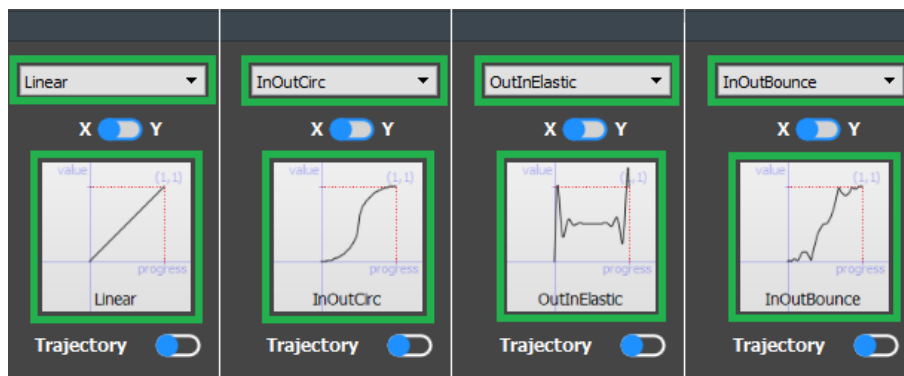 Linear
X Y
value
(1,1)
progress
Linear
Trajectory
InOutCirc
X Y
value
(1,1)
progress
InOutCirc
Trajectory
OutInElastic
X Y
value
(1,1)
progress
OutInElastic
Trajectory
InOutBounce
X Y
value
(1,1)
progress
InOutBounce
Trajectory